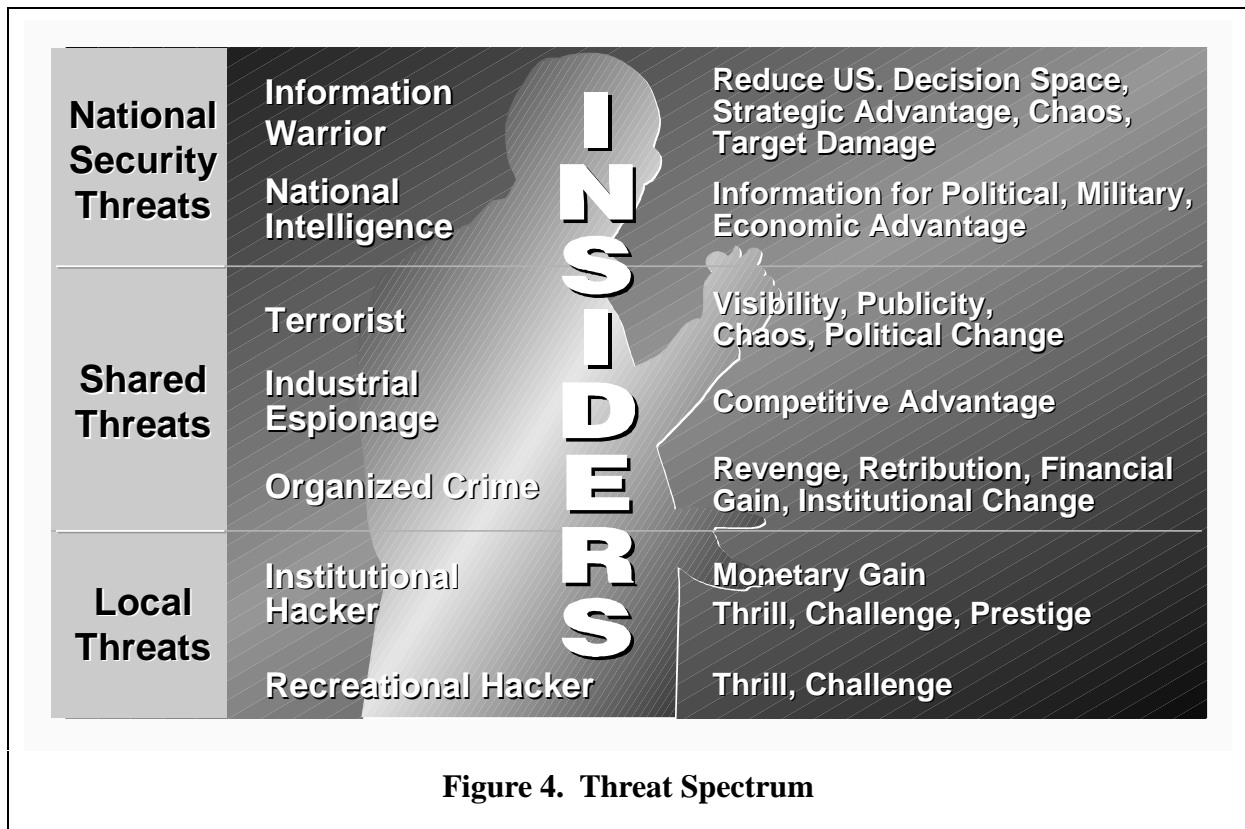 National
Security
Threats
Information
Warrior
Reduce US. Decision Space,
Strategic Advantage, Chaos,
Target Damage
National
Intelligence
Information for Political, Military,
Economic Advantage
INSIDERS
Shared
Threats
Terrorist
Visibility, Publicity,
Chaos, Political Change
Industrial
Espionage
Competitive Advantage
Organized Crime
Revenge, Retribution, Financial
Gain, Institutional Change
Local
Threats
Institutional
Hacker
Monetary Gain
Thrill, Challenge, Prestige
Recreational Hacker
Thrill, Challenge
Figure 4. Threat Spectrum